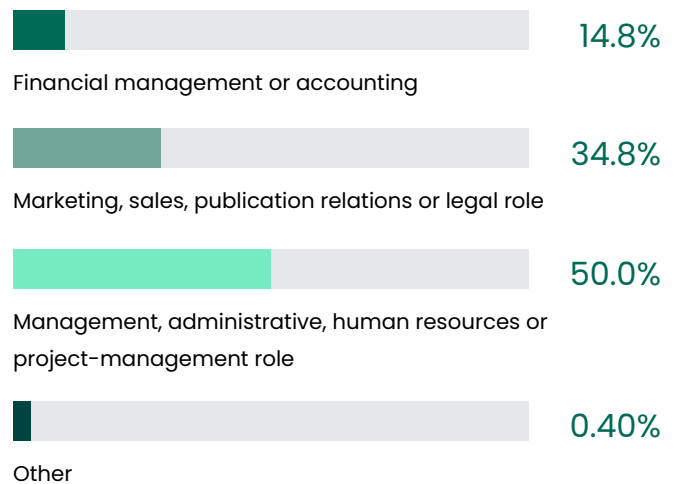 14.8%
Financial management or accounting
34.8%
Marketing, sales, publication relations or legal role
50.0%
Management, administrative, human resources or
project-management role
0.40%
Other